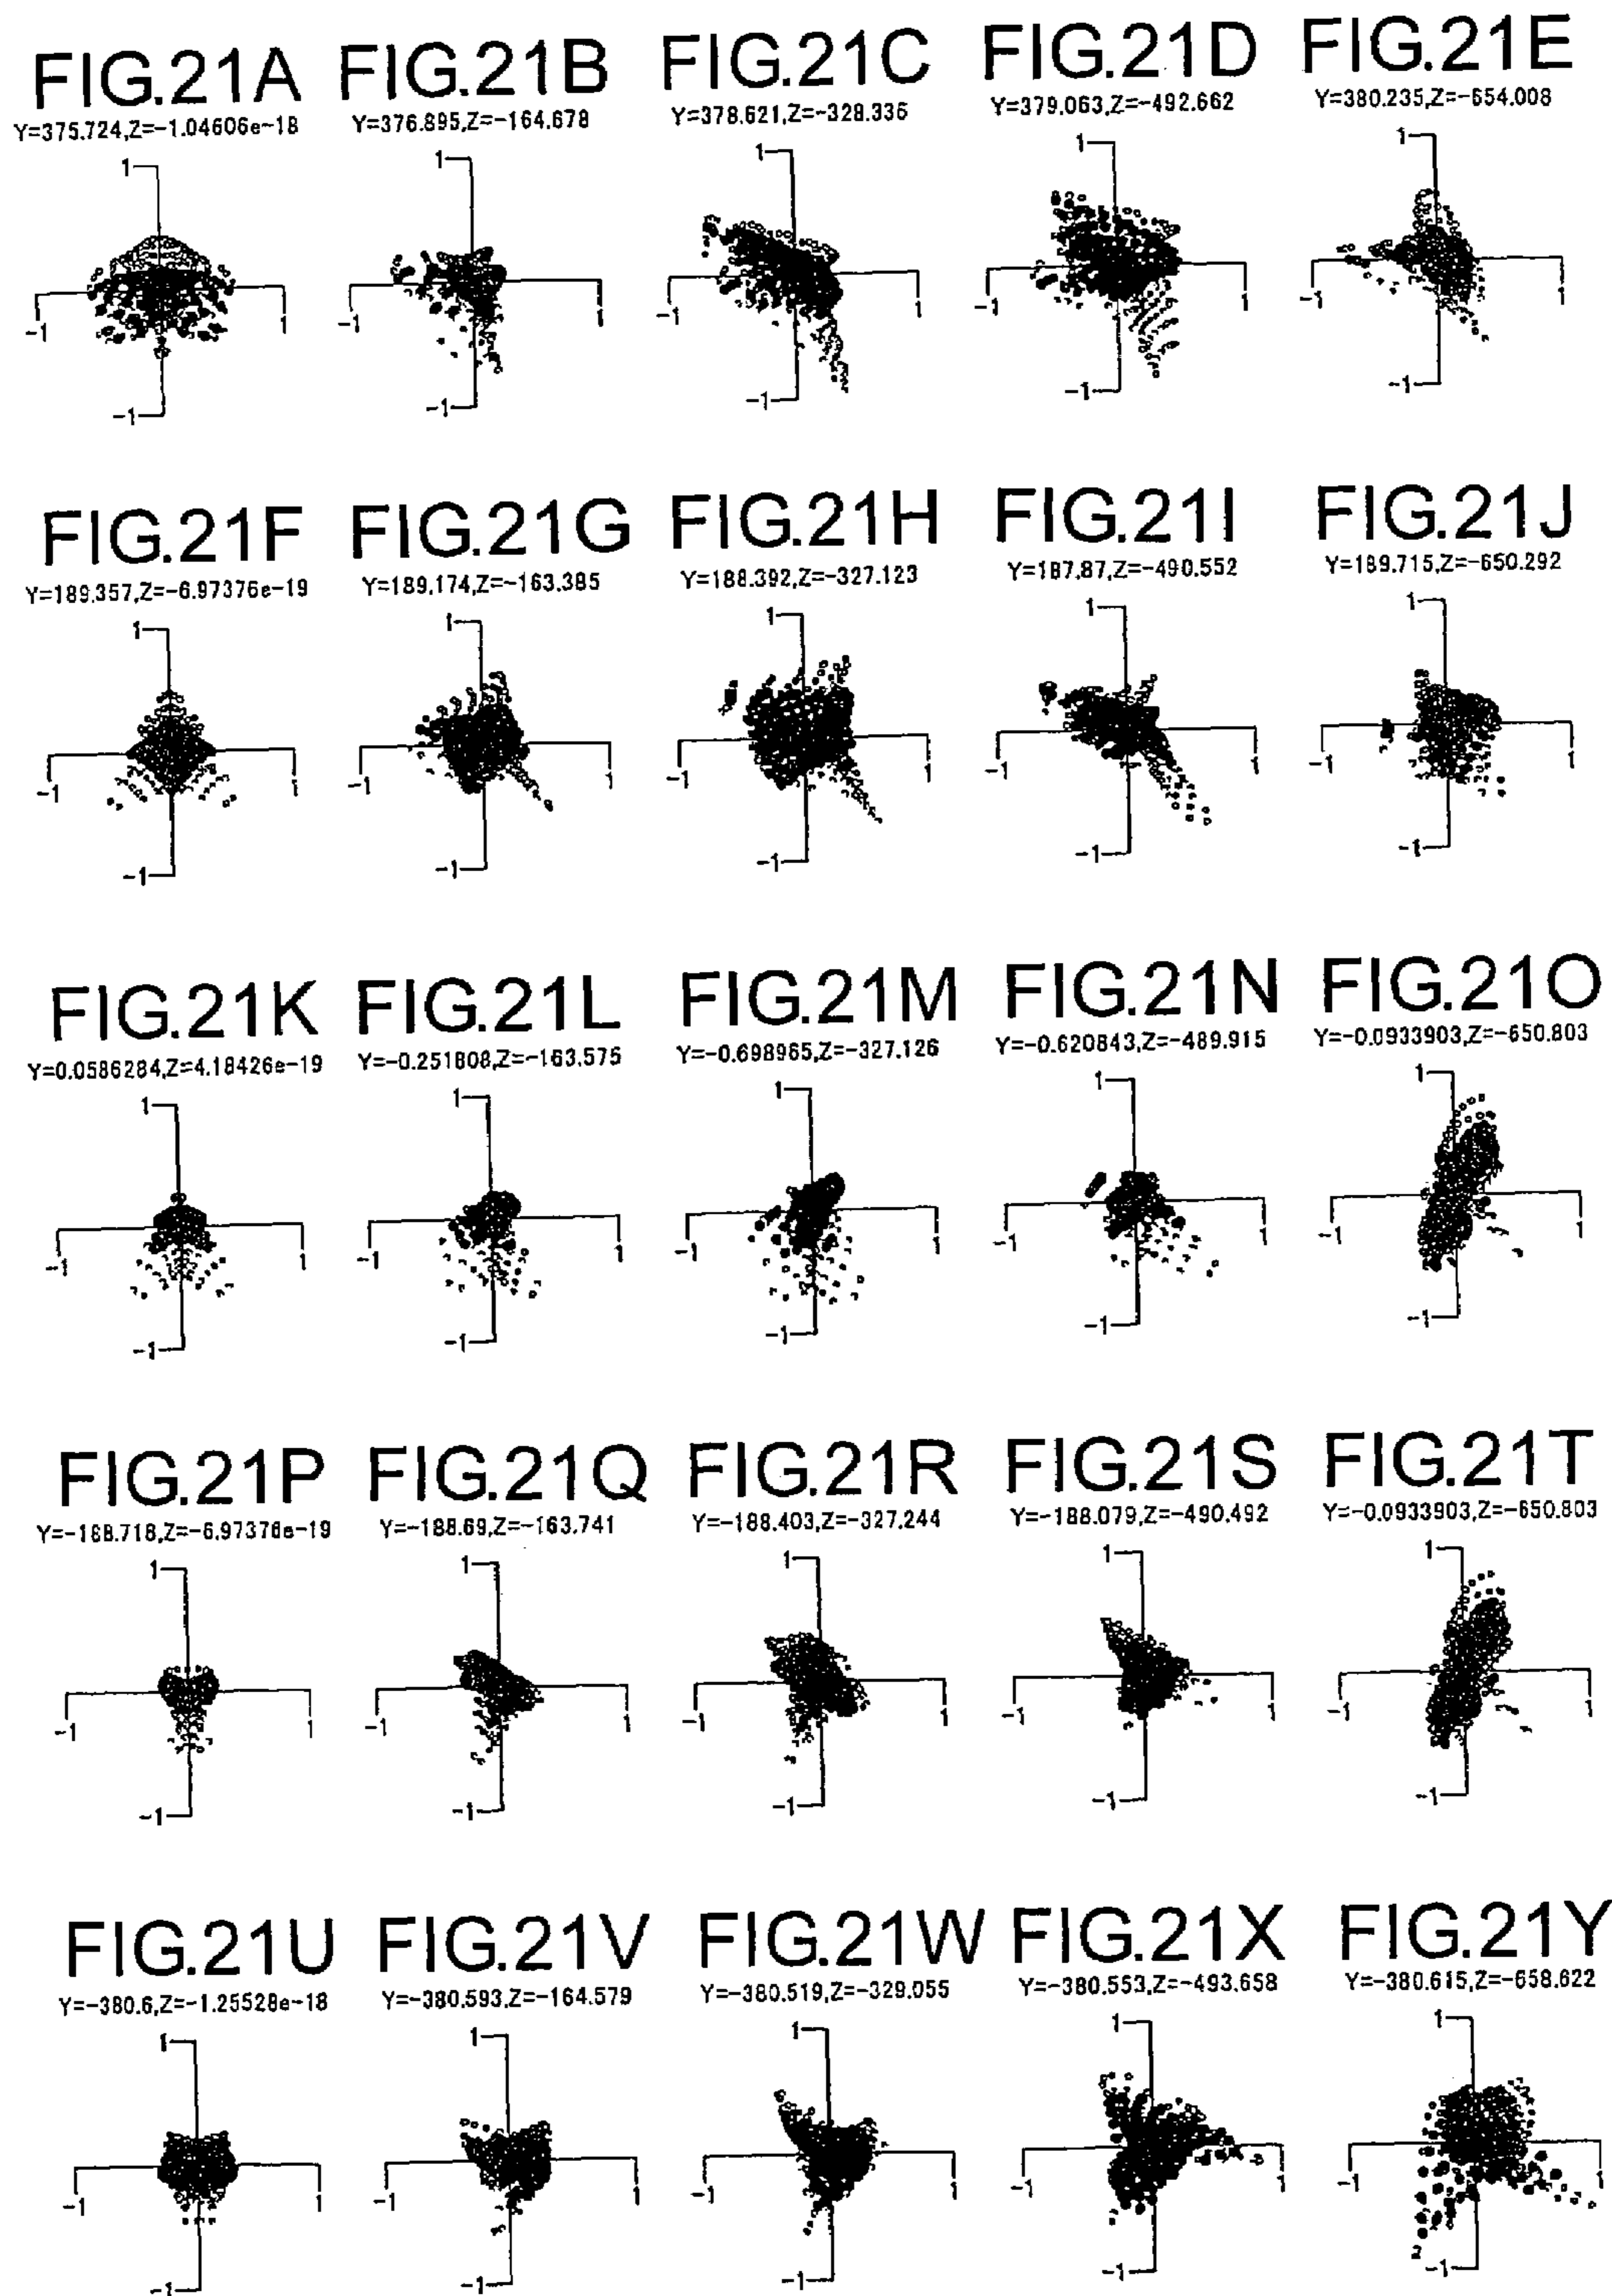 FIG.21A FIG.21B FIG.21C FIG.21D FIG.21E
Y=375.724,Z=-1.04606e-18 Y=376.895,Z=-164.678 Y=378.621,Z=-328.336 Y=379.063,Z=-492.662 Y=380.235,Z=-654.008
1 1 1 1 1
-1 1 -1 1 -1 1 -1 1 -1 1
-1 -1 -1 -1 -1
FIG.21F FIG.21G FIG.21H FIG.21I FIG.21J
Y=189.357,Z=-6.97376e-19 Y=189.174,Z=-163.385 Y=188.392,Z=-327.123 Y=187.87,Z=-490.552 Y=189.715,Z=-650.292
1 1 1 1 1
-1 1 -1 1 -1 1 -1 1 -1 1
-1 -1 -1 -1 -1
FIG.21K FIG.21L FIG.21M FIG.21N FIG.21O
Y=0.0586284,Z=4.18426e-19 Y=-0.251808,Z=-163.575 Y=-0.698965,Z=-327.126 Y=-0.620843,Z=-489.915 Y=-0.0933903,Z=-650.803
1 1 1 1 1
-1 1 -1 1 -1 1 -1 1 -1 1
-1 -1 -1 -1 -1
FIG.21P FIG.21Q FIG.21R FIG.21S FIG.21T
Y=-188.718,Z=-6.97376e-19 Y=-188.69,Z=-163.741 Y=-188.403,Z=-327.244 Y=-188.079,Z=-490.492 Y=-0.0933903,Z=-650.803
1 1 1 1 1
-1 1 -1 1 -1 1 -1 1 -1 1
-1 -1 -1 -1 -1
FIG.21U FIG.21V FIG.21W FIG.21X FIG.21Y
Y=-380.6,Z=-1.25528e-18 Y=-380.593,Z=-164.579 Y=-380.519,Z=-329.055 Y=-380.553,Z=-493.658 Y=-380.615,Z=-658.622
1 1 1 1 1
-1 1 -1 1 -1 1 -1 1 -1 1
-1 -1 -1 -1 -1